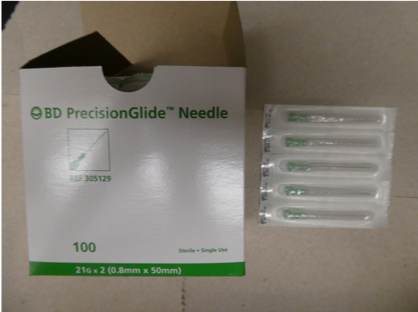 BD PrecisionGlide™ Needle
REF 305129
100
Sterile • Single Use
21G x 2 (0.8mm x 50mm)